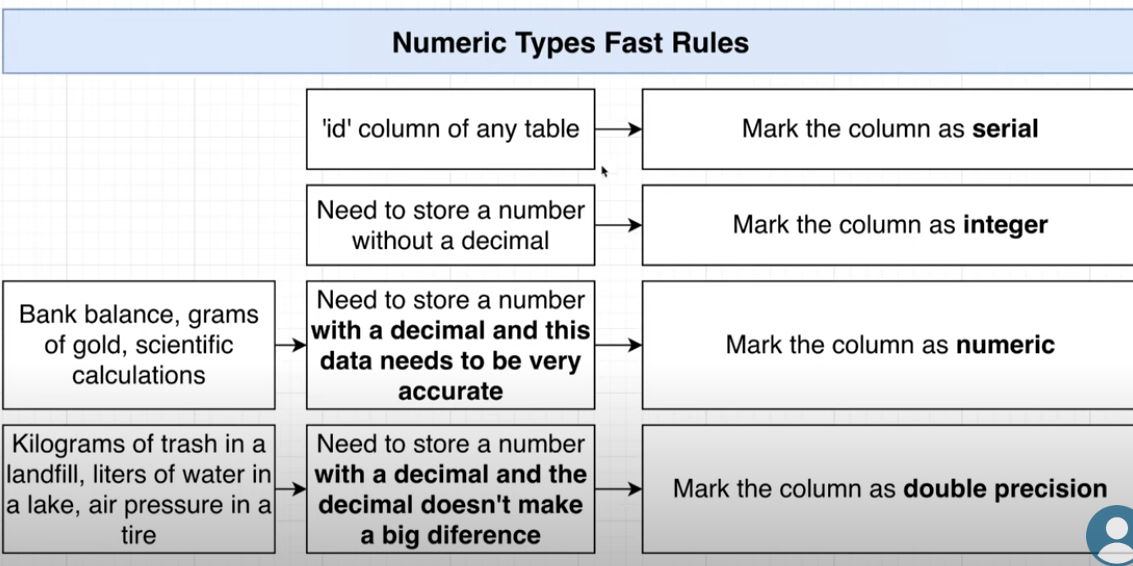 Numeric Types Fast Rules
'id' column of any table
Mark the column as serial
Need to store a number
without a decimal
Mark the column as integer
Bank balance, grams
of gold, scientific
calculations
Need to store a number
with a decimal and this
data needs to be very
accurate
Mark the column as numeric
Kilograms of trash in a
landfill, liters of water in
a lake, air pressure in a
tire
Need to store a number
with a decimal and the
decimal doesn't make
a big diference
Mark the column as double precision